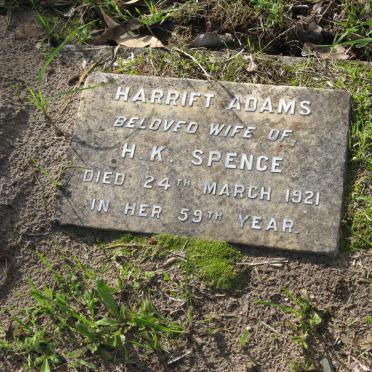 HARRIFT ADAMS
BELOVED WIFE OF
H. K. SPENCE
DIED 24TH MARCH 1921
IN HER 59TH YEAR.